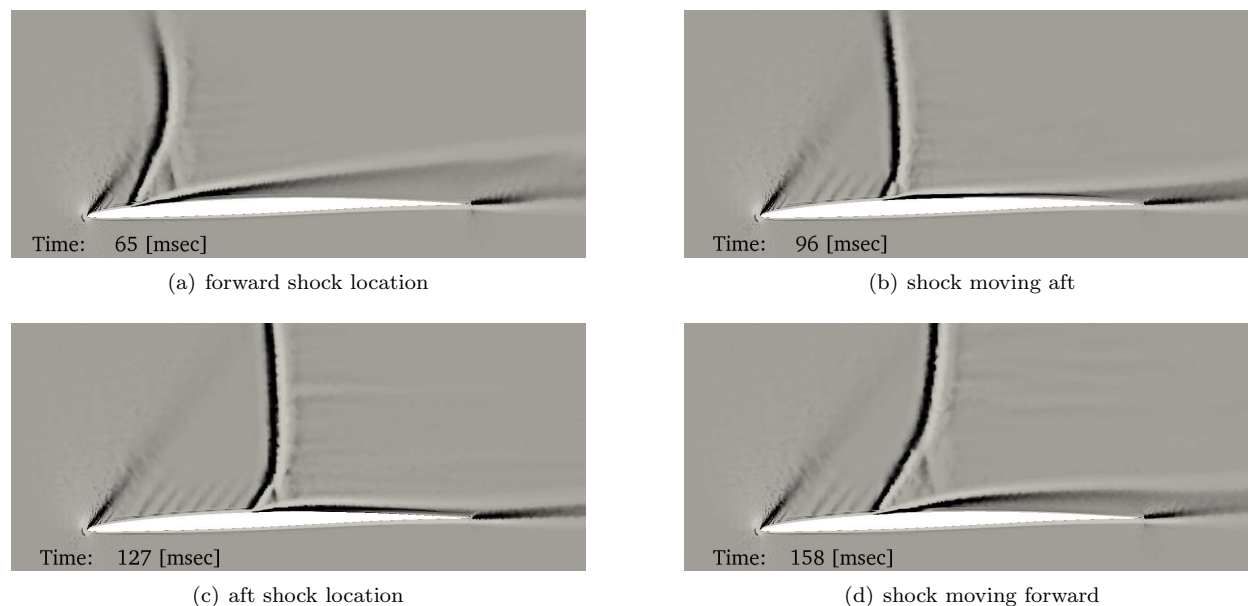 Time: 65 [msec]
Time: 96 [msec]
(a) forward shock location
(b) shock moving aft
Time: 127 [msec]
Time: 158 [msec]
(c) aft shock location
(d) shock moving forward